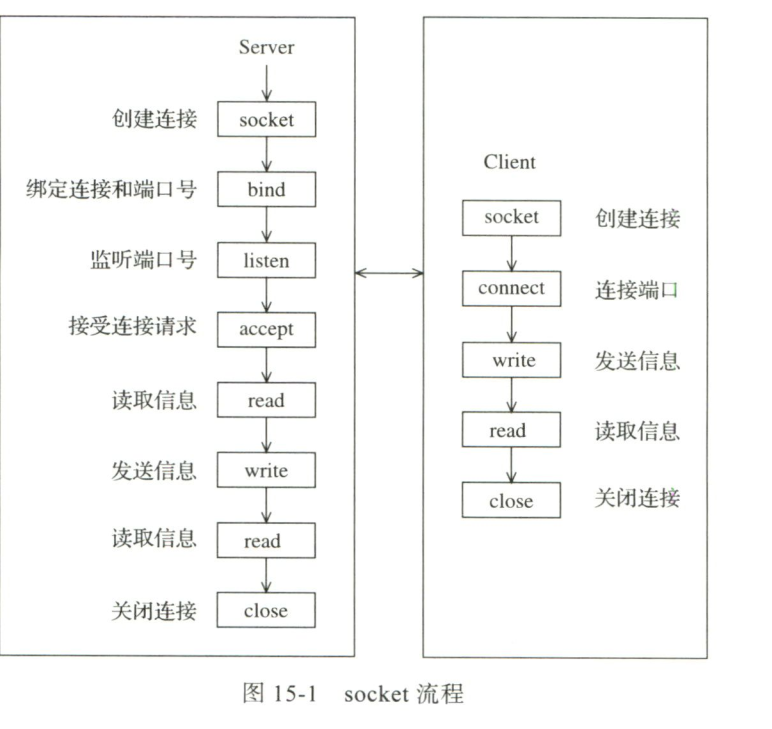 Server
创建连接 socket
绑定连接和端口号 bind
监听端口号 listen
接受连接请求 accept
读取信息 read
发送信息 write
读取信息 read
关闭连接 close
Client
socket 创建连接
connect 连接端口
write 发送信息
read 读取信息
close 关闭连接
图 15-1 socket 流程